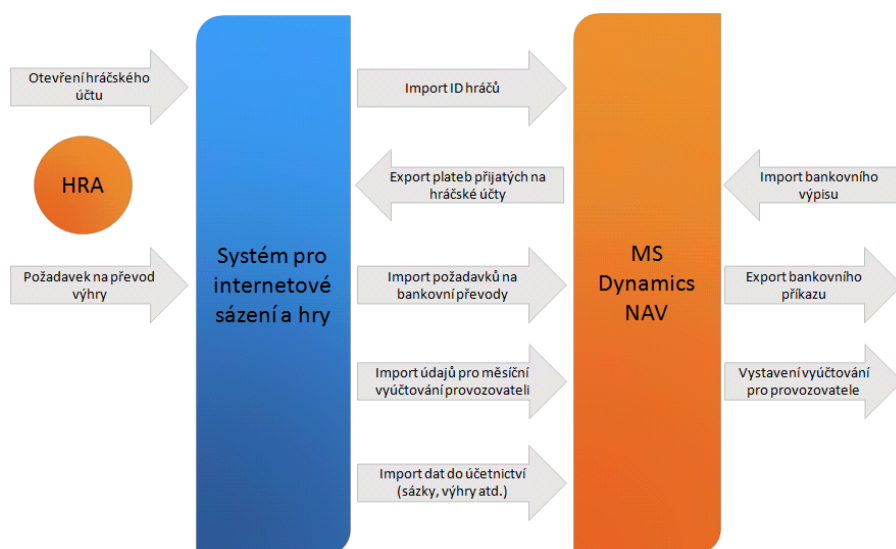 Otevření hráčského
účtu
HRA
Požadavek na převod
výhry
Systém pro
internetové
sázení a hry
Import ID hráčů
Export plateb přijatých na
hráčské účty
Import požadavků na
bankovní převody
Import údajů pro měsíční
vyúčtování provozovateli
Import dat do účetnictví
(sázky, výhry atd.)
MS
Dynamics
NAV
Import bankovního
výpisu
Export bankovního
příkazu
Vystavení vyúčtování
pro provozovatele